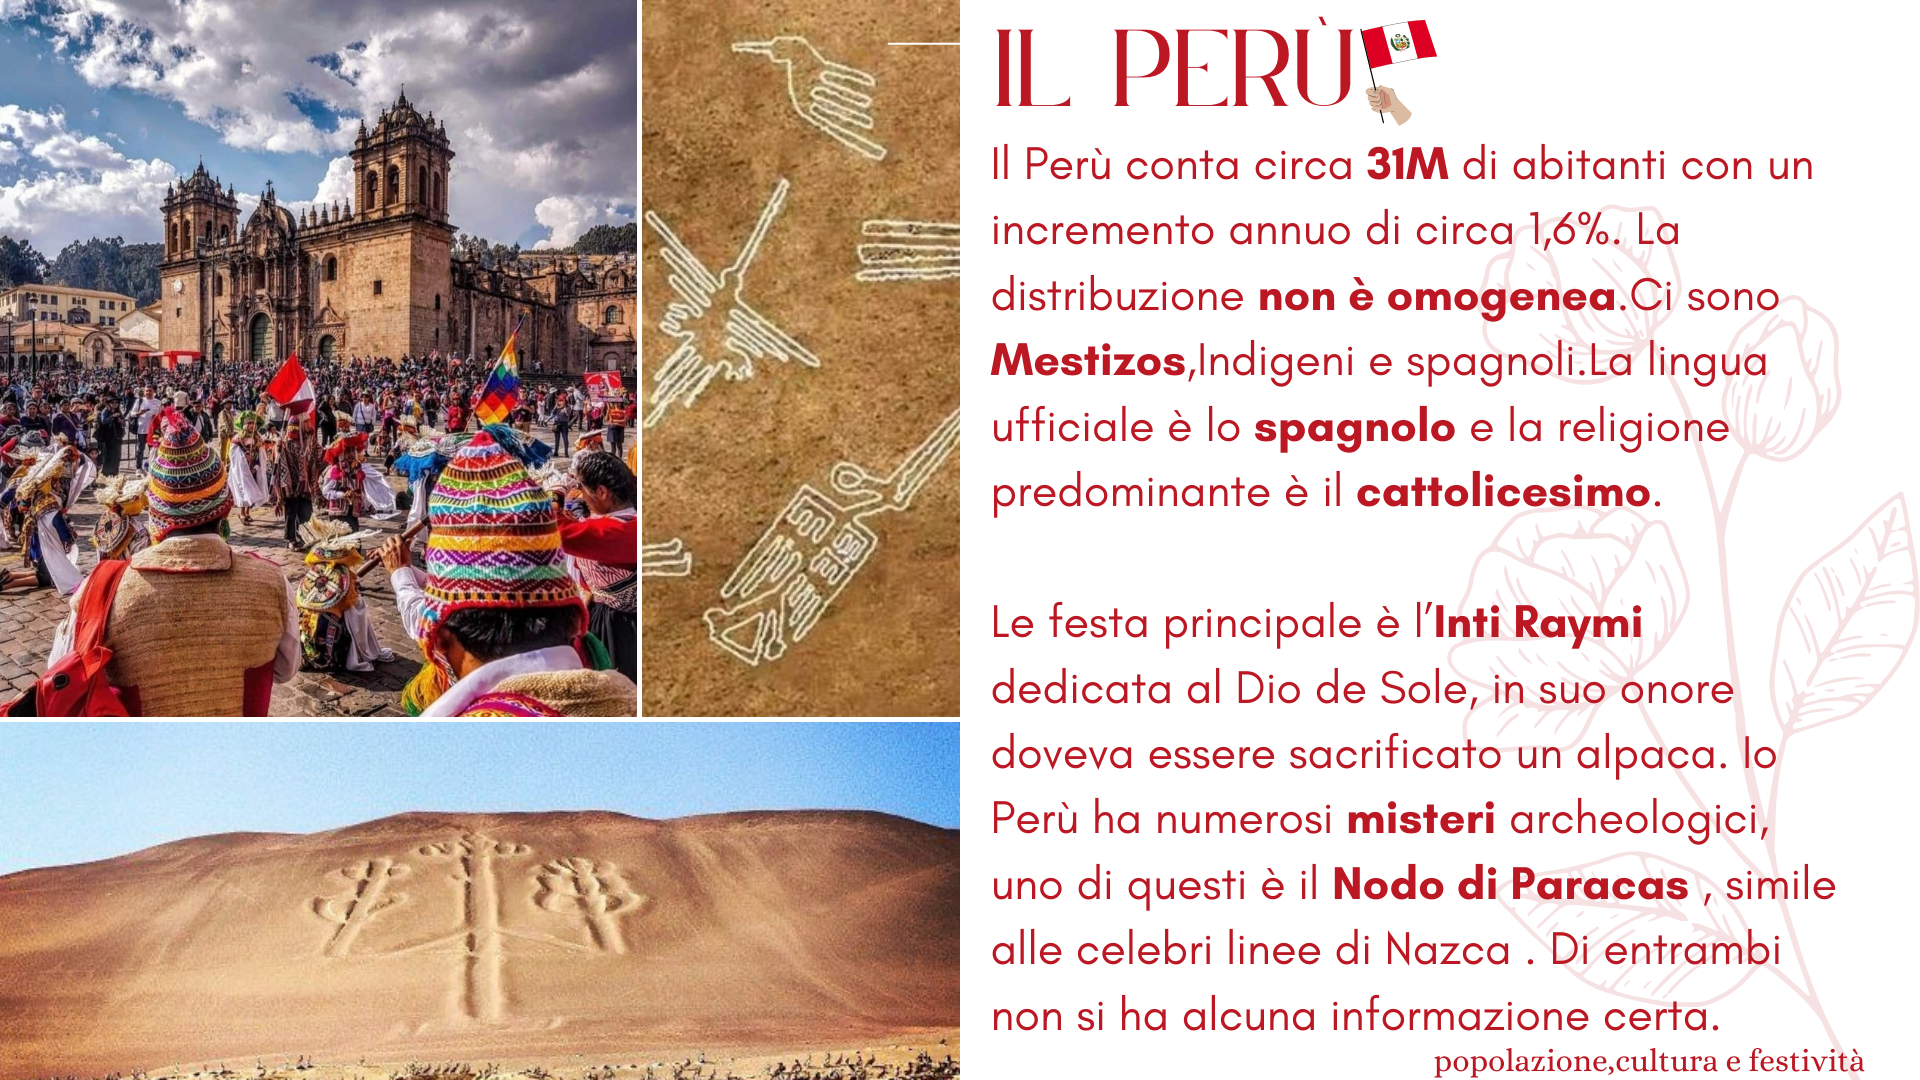 IL PERÙ
Il Perù conta circa 31M di abitanti con un
incremento annuo di circa 1,6%. La
distribuzione non è omogenea.Ci sono
Mestizos,Indigeni e spagnoli.La lingua
ufficiale è lo spagnolo e la religione
predominante è il cattolicesimo.
Le festa principale è l’Inti Raymi
dedicata al Dio de Sole, in suo onore
doveva essere sacrificato un alpaca. Io
Perù ha numerosi misteri archeologici,
uno di questi è il Nodo di Paracas , simile
alle celebri linee di Nazca . Di entrambi
non si ha alcuna informazione certa.
popolazione,cultura e festività